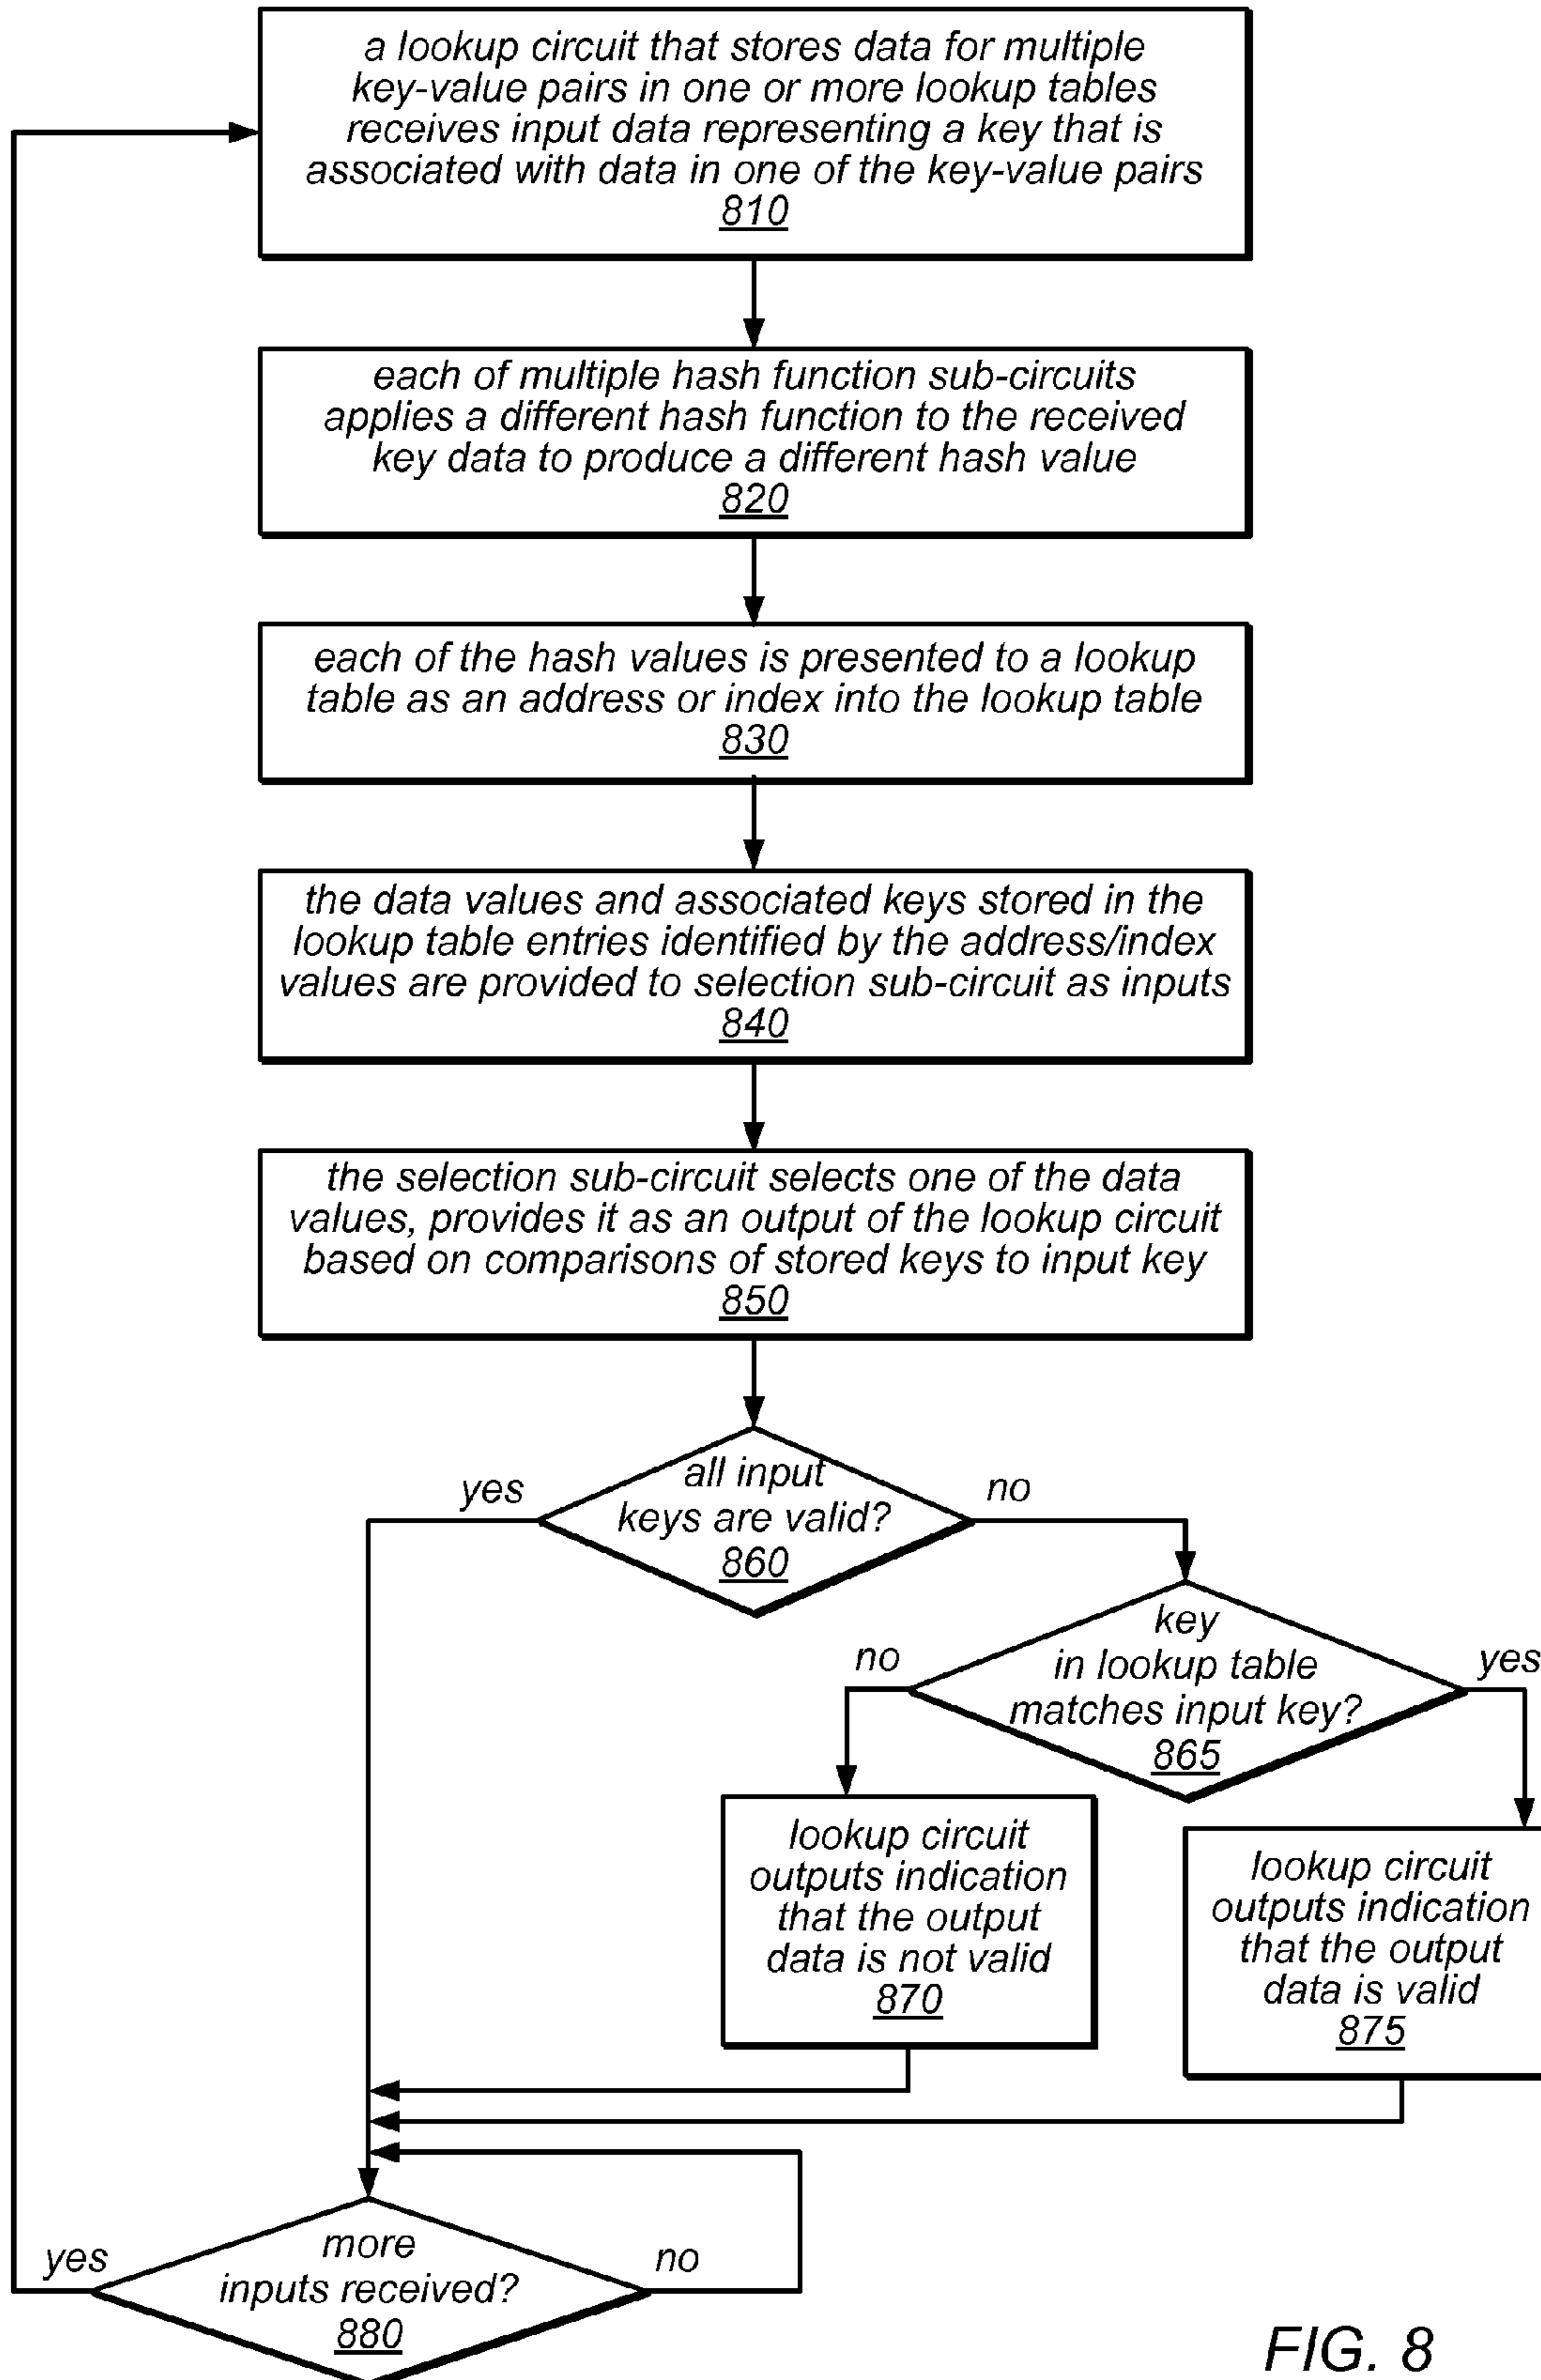 a lookup circuit that stores data for multiple
key-value pairs in one or more lookup tables
receives input data representing a key that is
associated with data in one of the key-value pairs
810
each of multiple hash function sub-circuits
applies a different hash function to the received
key data to produce a different hash value
820
each of the hash values is presented to a lookup
table as an address or index into the lookup table
830
the data values and associated keys stored in the
lookup table entries identified by the address/index
values are provided to selection sub-circuit as inputs
840
the selection sub-circuit selects one of the data
values, provides it as an output of the lookup circuit
based on comparisons of stored keys to input key
850
yes
all input
keys are valid?
860
no
no
key
in lookup table
matches input key?
865
yes
lookup circuit
outputs indication
that the output
data is not valid
870
lookup circuit
outputs indication
that the output
data is valid
875
yes
more
inputs received?
880
no
FIG. 8